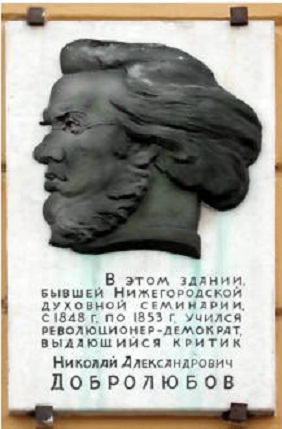 В ЭТОМ ЗДАНИИ,
БЫВШЕЙ НИЖЕГОРОДСКОЙ
ДУХОВНОЙ СЕМИНАРИИ,
С 1848 Г. ПО 1853 Г. УЧИЛСЯ
РЕВОЛЮЦИОНЕР-ДЕМОКРАТ,
ВЫДАЮЩИЙСЯ КРИТИК
НИКОЛАЙ АЛЕКСАНДРОВИЧ
ДОБРОЛЮБОВ